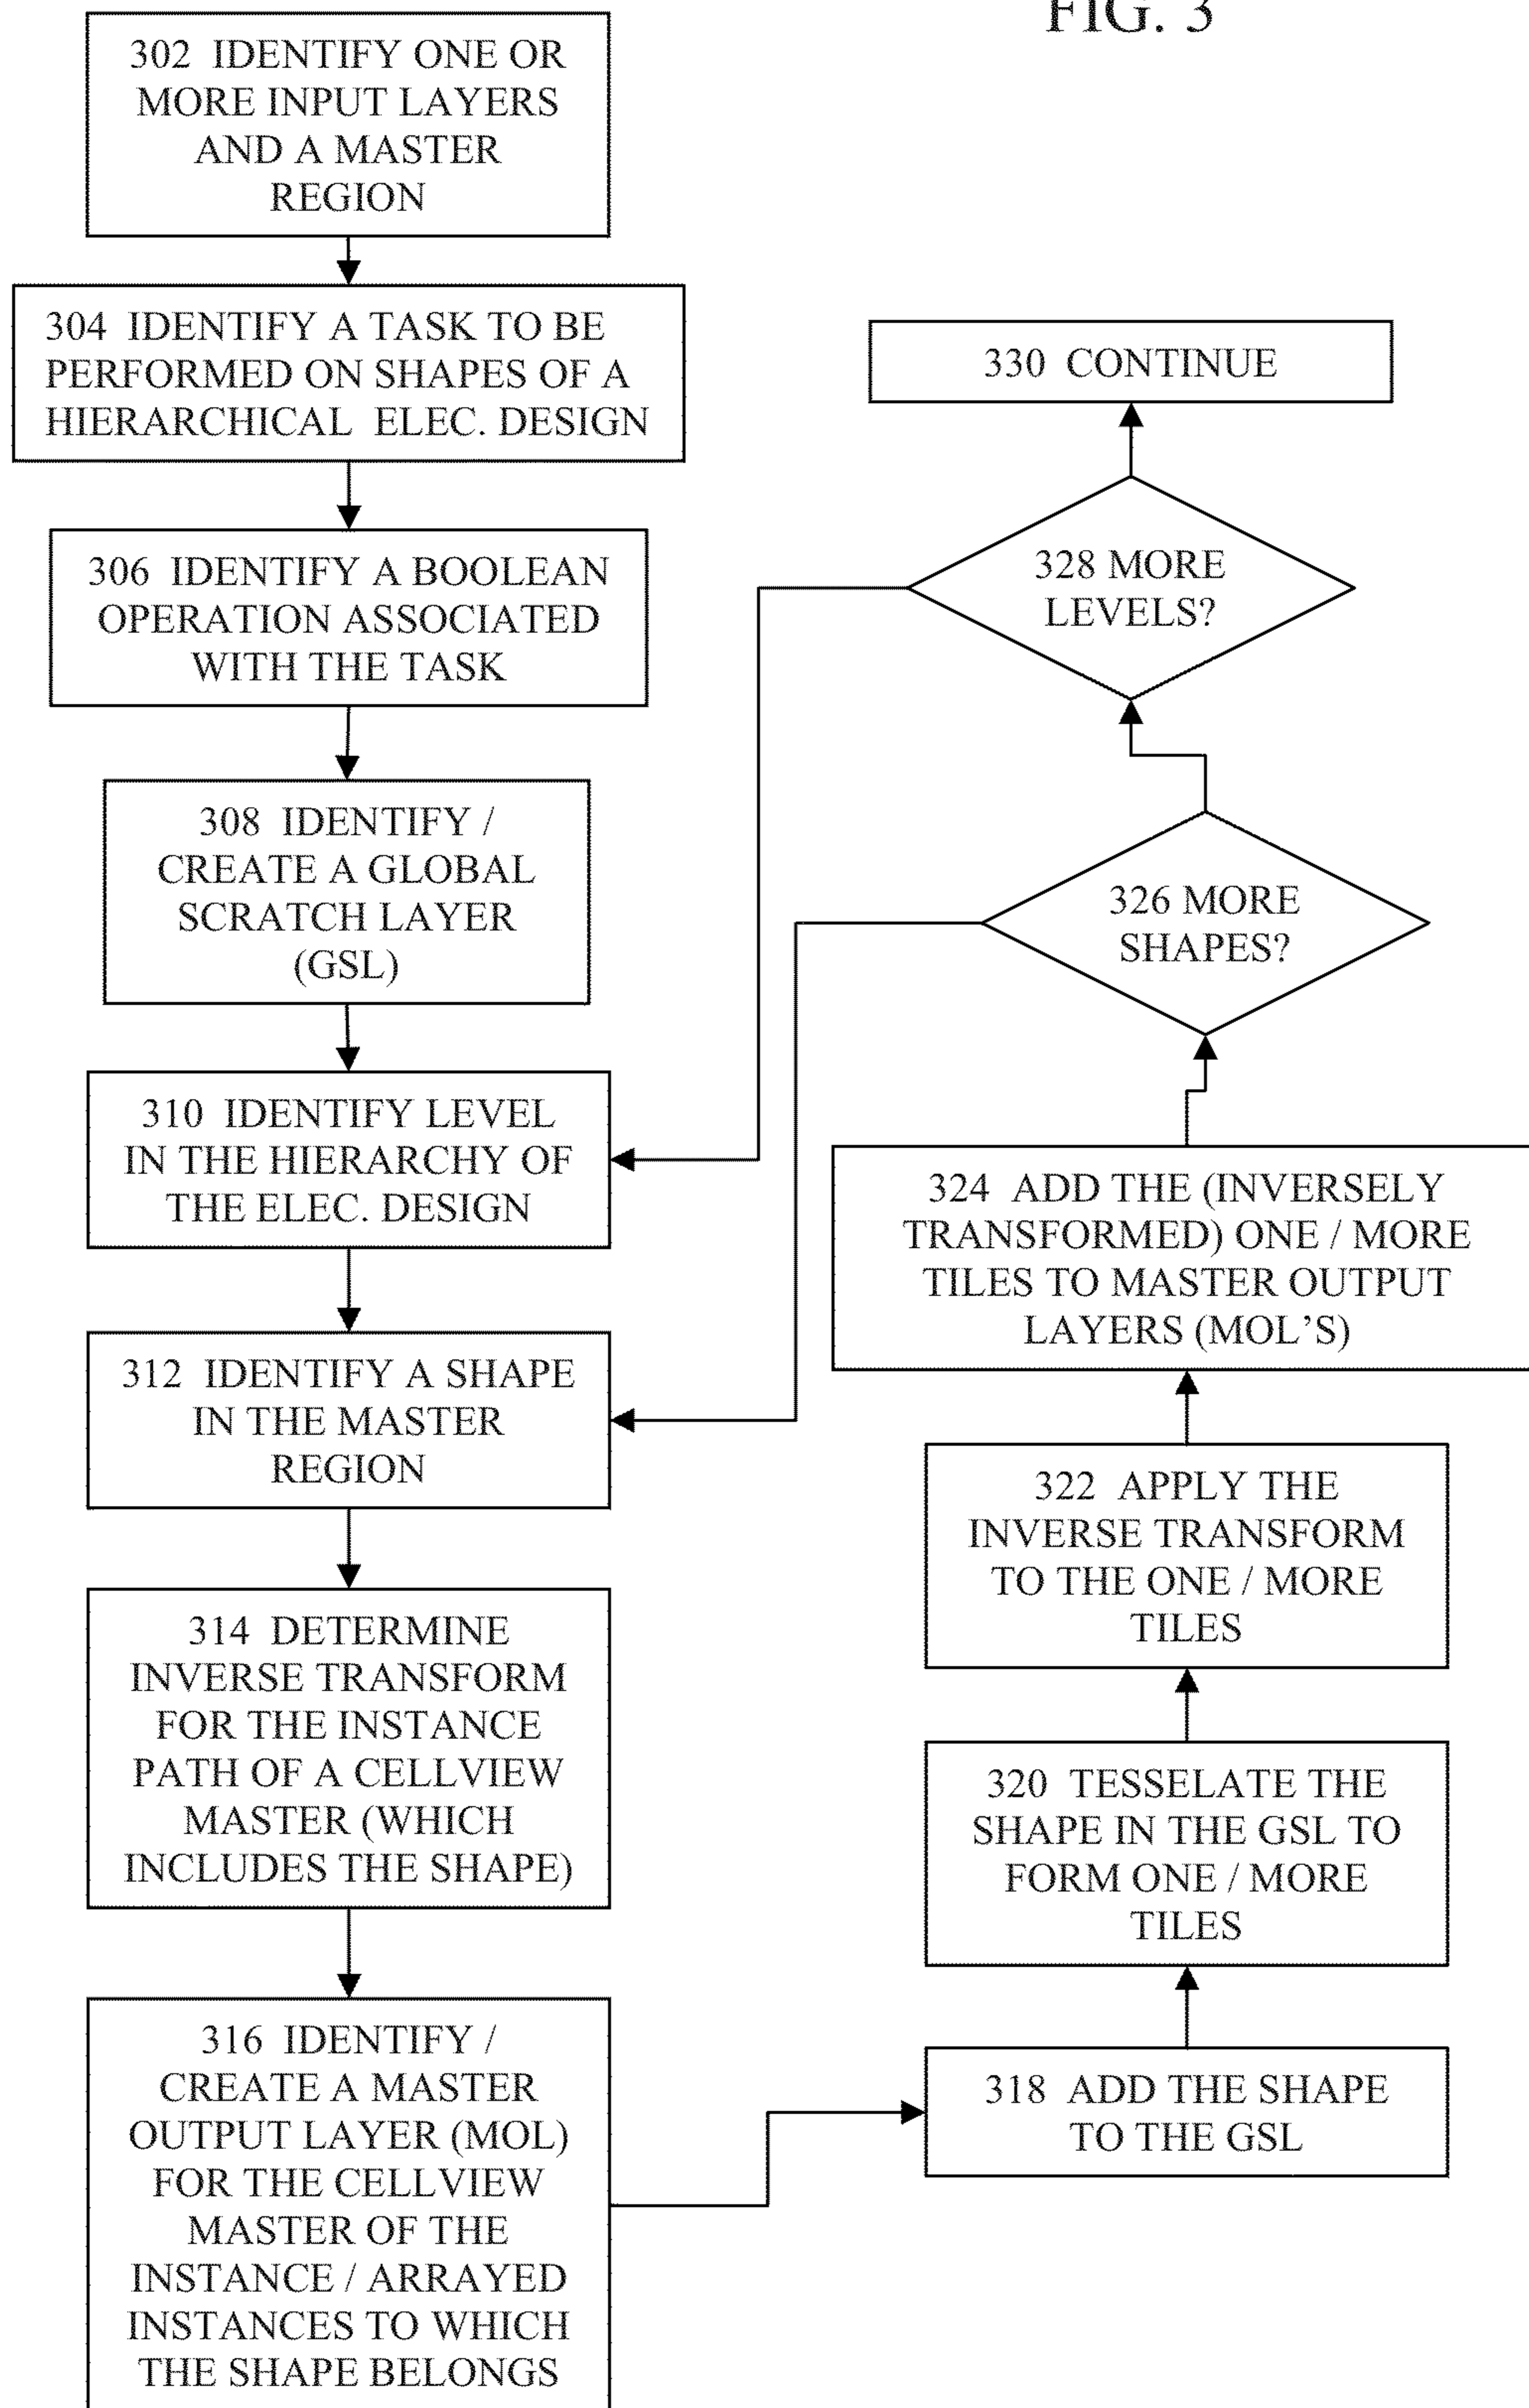 FIG. 3
302 IDENTIFY ONE OR
MORE INPUT LAYERS
AND A MASTER
REGION
304 IDENTIFY A TASK TO BE
PERFORMED ON SHAPES OF A
HIERARCHICAL ELEC. DESIGN
306 IDENTIFY A BOOLEAN
OPERATION ASSOCIATED
WITH THE TASK
308 IDENTIFY /
CREATE A GLOBAL
SCRATCH LAYER
(GSL)
310 IDENTIFY LEVEL
IN THE HIERARCHY OF
THE ELEC. DESIGN
312 IDENTIFY A SHAPE
IN THE MASTER
REGION
314 DETERMINE
INVERSE TRANSFORM
FOR THE INSTANCE
PATH OF A CELLVIEW
MASTER (WHICH
INCLUDES THE SHAPE)
316 IDENTIFY /
CREATE A MASTER
OUTPUT LAYER (MOL)
FOR THE CELLVIEW
MASTER OF THE
INSTANCE / ARRAYED
INSTANCES TO WHICH
THE SHAPE BELONGS
318 ADD THE SHAPE
TO THE GSL
320 TESSELATE THE
SHAPE IN THE GSL TO
FORM ONE / MORE
TILES
322 APPLY THE
INVERSE TRANSFORM
TO THE ONE / MORE
TILES
324 ADD THE (INVERSELY
TRANSFORMED) ONE / MORE
TILES TO MASTER OUTPUT
LAYERS (MOL’S)
326 MORE
SHAPES?
328 MORE
LEVELS?
330 CONTINUE